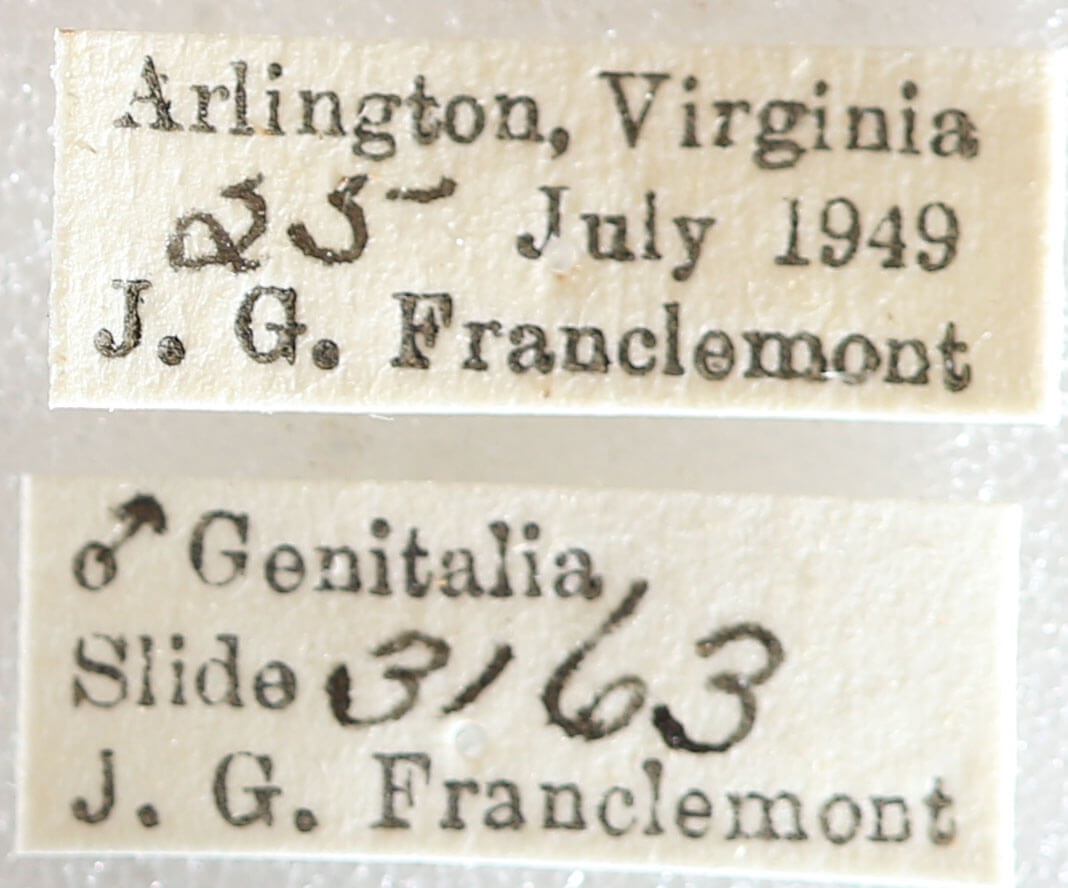 Arlington, Virginia
25 July 1949
J. G. Franclemont
♂ Genitalia
Slide 3163
J. G. Franclemont